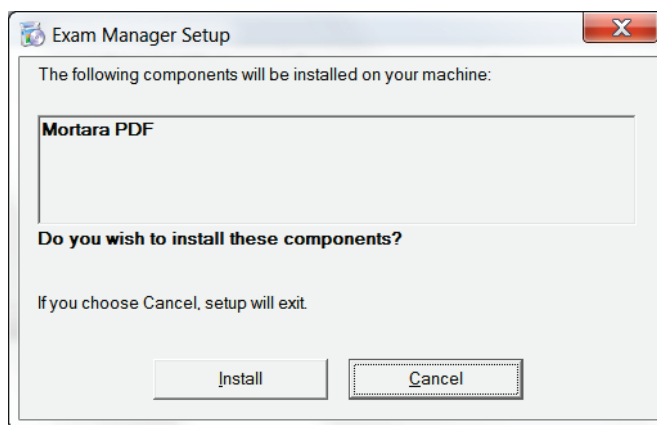 Exam Manager Setup
The following components will be installed on your machine:
Mortara PDF
Do you wish to install these components?
If you choose Cancel, setup will exit.
Install
Cancel